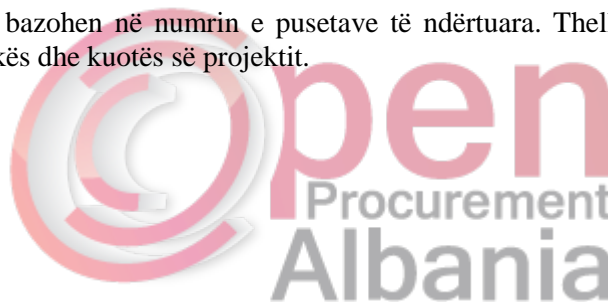 bazohen në numrin e pusetave të ndërtuara. Thel
kës dhe kuotës së projektit.
Open
Procurement
Albania